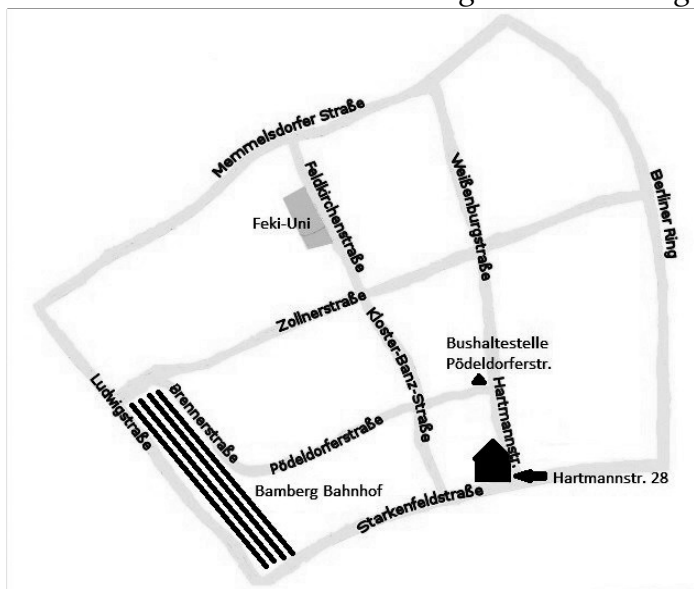 Memmelsdorfer Straße
Feldkirchenstraße
Weißenburgstraße
Berliner Ring
Feki-Uni
Zollnerstraße
Kloster-Banz-Straße
Bushaltestelle
Pödeldorferstr.
Ludwigstraße
Brennerstraße
Hartmannstr.
Pödeldorferstraße
Bamberg Bahnhof
Starkenfeldstraße
Hartmannstr. 28